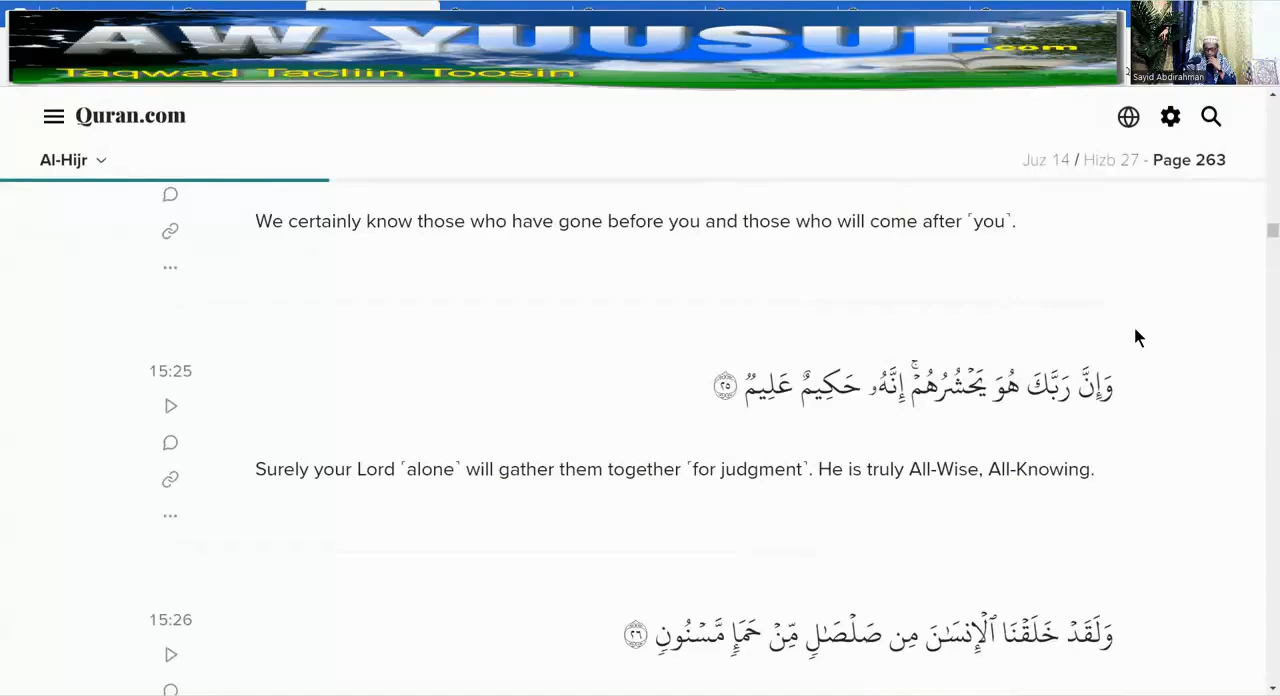 AW YUUSUF.com
Taqwad Tacliin Toosin
Sayid Abdirahman
Quran.com
Al-Hijr
Juz 14 / Hizb 27 - Page 263
We certainly know those who have gone before you and those who will come after ˹you˺.
15:25
وَإِنَّ رَبَّكَ هُوَ يَحْشُرُهُمْ ۚ إِنَّهُۥ حَكِيمٌ عَلِيمٌ ٢٥
Surely your Lord ˹alone˺ will gather them together ˹for judgment˺. He is truly All-Wise, All-Knowing.
15:26
وَلَقَدْ خَلَقْنَا ٱلْإِنسَـٰنَ مِن صَلْصَـٰلٍ مِّنْ حَمَإٍ مَّسْنُونٍ ٢٦